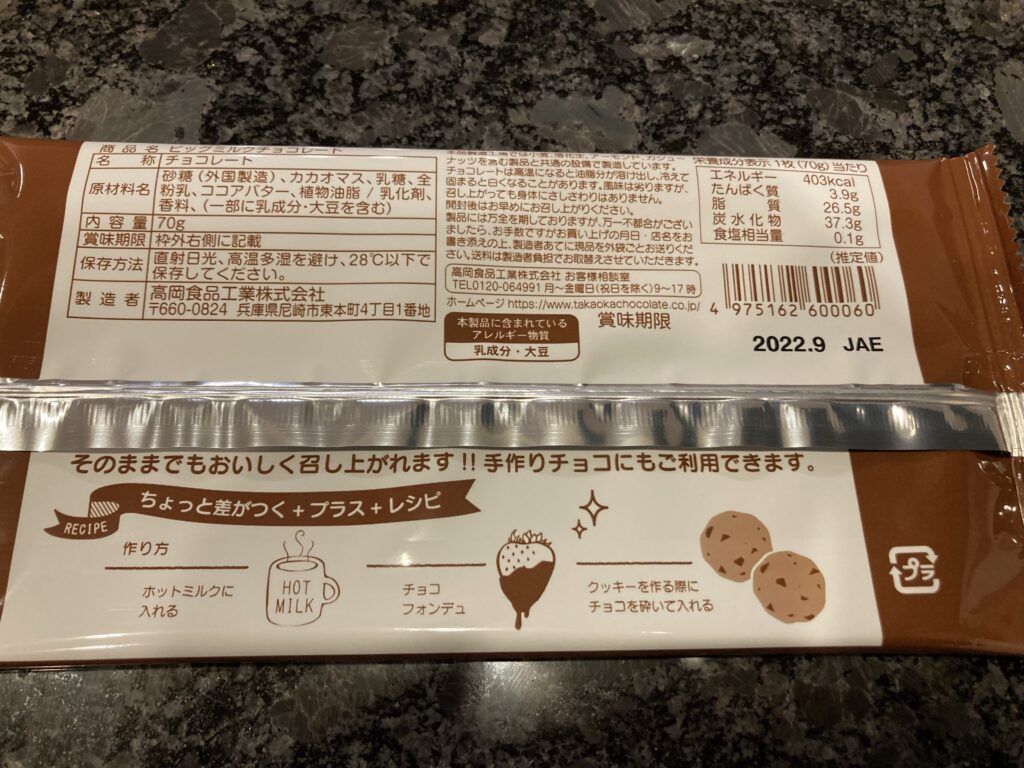 商品名 ビッグミルクチョコレート
名称 チョコレート
原材料名 砂糖(外国製造)、カカオマス、乳糖、全
粉乳、ココアバター、植物油脂/乳化剤、
香料、(一部に乳成分・大豆を含む)
内容量 70g
賞味期限 枠外右側に記載
保存方法 直射日光、高温多湿を避け、28℃以下で
保存してください。
製造者 高岡食品工業株式会社
〒660-0824 兵庫県尼崎市東本町4丁目1番地
ナッツを含む製品と共通の設備で製造しています。
チョコレートは高温になると油脂分が溶け出し、冷えて
固まると白くなることがあります。風味は劣りますが、
召し上がっても身体にさしさわりはありません。
開封後はお早めにお召し上がりください。
製品には万全を期しておりますが、万一不都合がござい
ましたら、お手数ですがお買い上げの月日・店名をお
書き添えの上、製造者あてに現品を外袋ごとお送りくだ
さい。送料は製造者負担でお取替えさせていただきます。
高岡食品工業株式会社 お客様相談室
TEL0120-064991 月~金曜日(祝日を除く)9~17時
ホームページ https://www.takaokachocolate.co.jp/
本製品に含まれている
アレルギー物質
乳成分・大豆
栄養成分表示 1枚(70g)当たり
エネルギー 403kcal
たんぱく質 3.9g
脂質 26.5g
炭水化物 37.3g
食塩相当量 0.1g
(推定値)
4 975162 600060
賞味期限
2022.9 JAE
そのままでもおいしく召し上がれます!!手作りチョコにもご利用できます。
RECIPE
ちょっと差がつく+プラス+レシピ
作り方
ホットミルクに
入れる
HOT
MILK
チョコ
フォンデュ
クッキーを作る際に
チョコを砕いて入れる
プラ